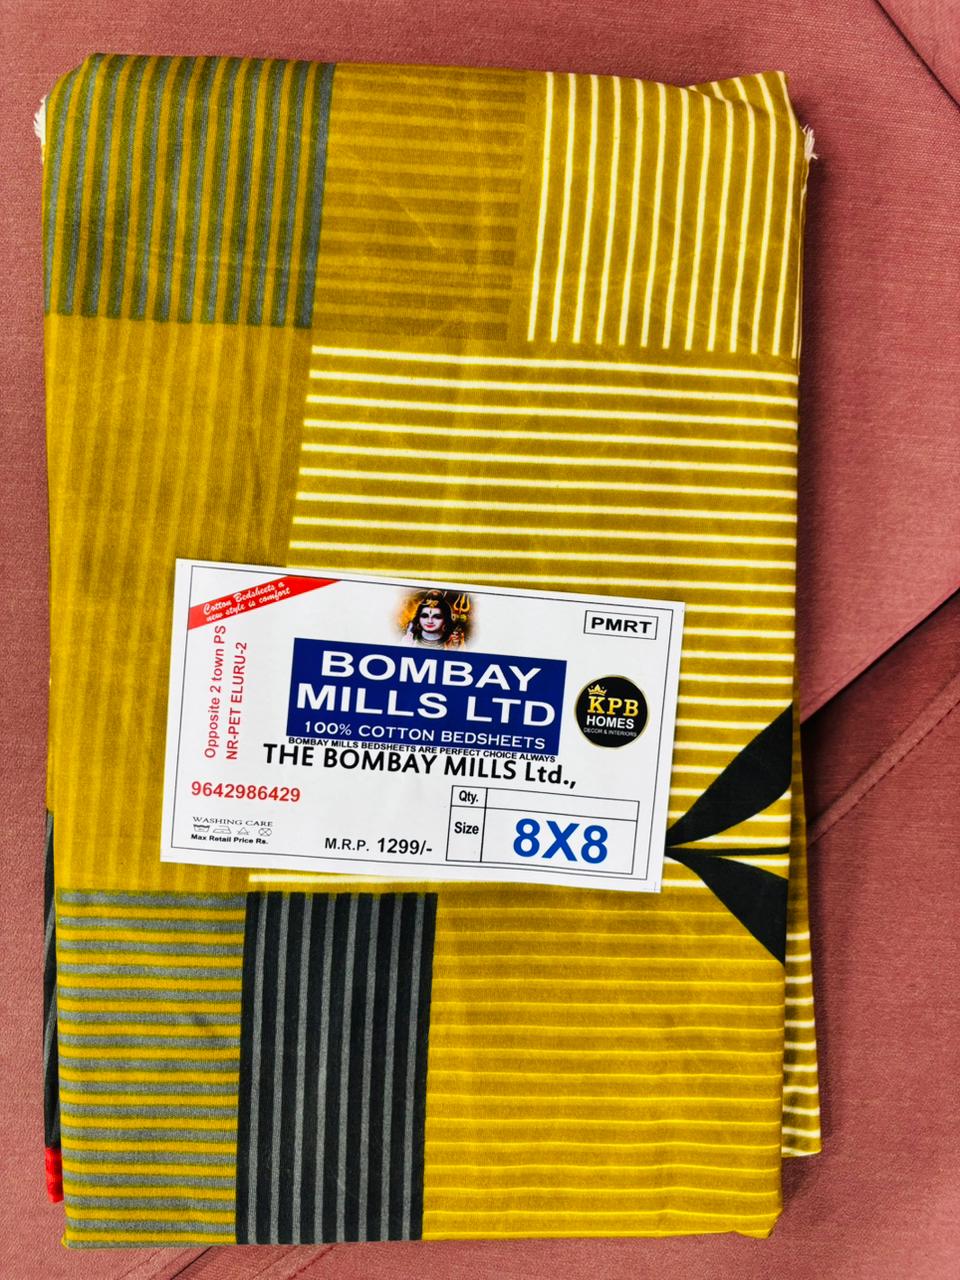 Cotton Bedsheets a
new style is comfort
PMRT
Opposite 2 town PS
NR-PET ELURU-2
BOMBAY
MILLS LTD
100% COTTON BEDSHEETS
BOMBAY MILLS BEDSHEETS ARE PERFECT CHOICE ALWAYS
THE BOMBAY MILLS Ltd.,
KPB
HOMES
DECOR & INTERIORS
9642986429
WASHING CARE
Max Retail Price Rs.
M.R.P. 1299/-
Qty.
Size 8X8